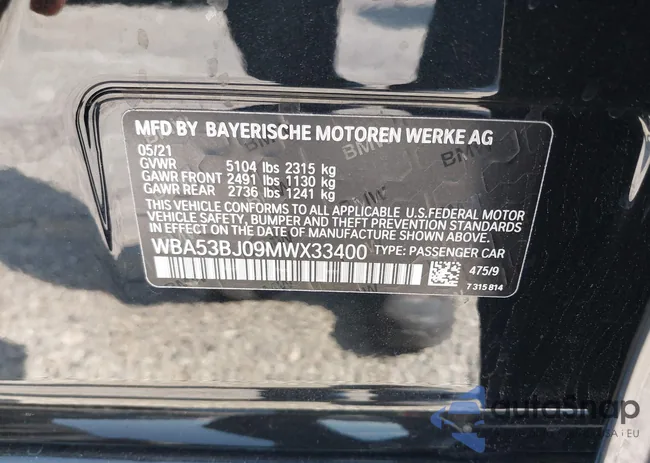 MFD BY BAYERISCHE MOTOREN WERKE AG
05/21
GVWR 5104 lbs 2315 kg
GAWR FRONT 2491 lbs 1130 kg
GAWR REAR 2736 lbs 1241 kg
THIS VEHICLE CONFORMS TO ALL APPLICABLE U.S.FEDERAL MOTOR
VEHICLE SAFETY, BUMPER AND THEFT PREVENTION STANDARDS
IN EFFECT ON THE DATE OF MANUFACTURE SHOWN ABOVE.
WBA53BJ09MWX33400 TYPE: PASSENGER CAR
475/9
7 315 814
autoSnap
EU